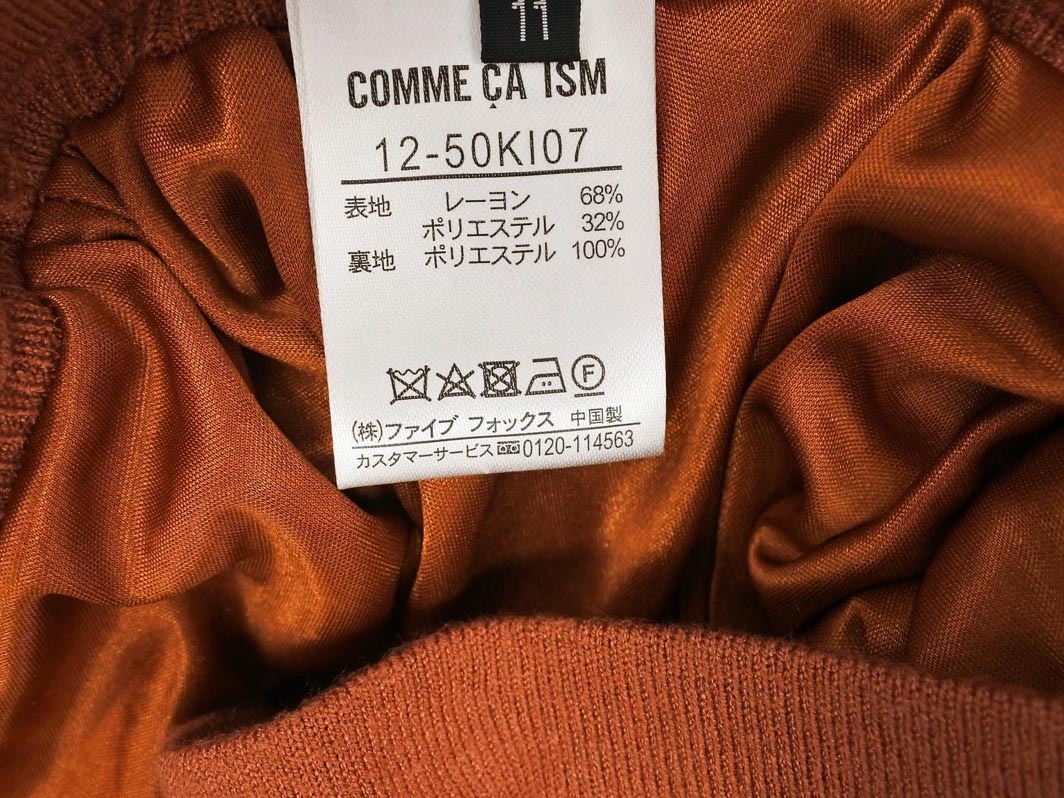 11
COMME ÇA ISM
12-50KI07
表地 レーヨン 68%
ポリエステル 32%
裏地 ポリエステル 100%
F
(株)ファイブ フォックス 中国製
カスタマーサービス 0120-114563